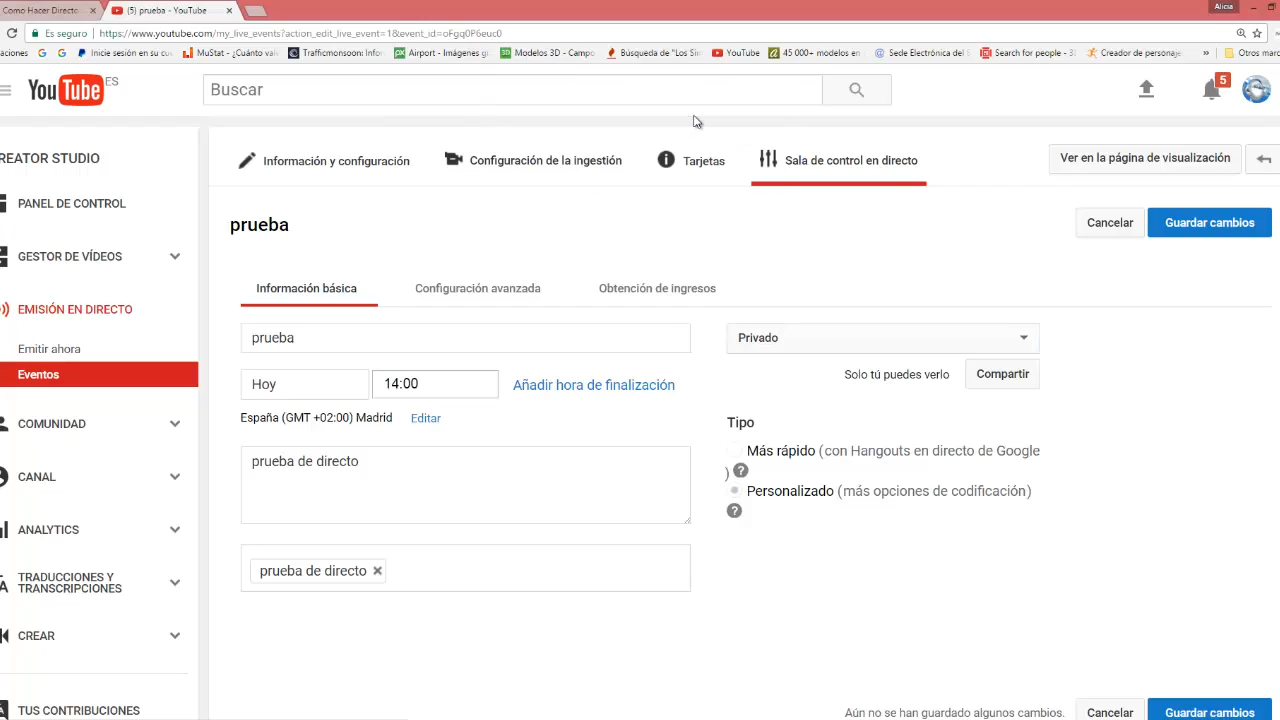 Como Hacer Directo
(5) prueba - YouTube
Alicia
Es seguro
https://www.youtube.com/my_live_events?action_edit_live_event=1&event_id=oFgq0P6euc0
aciones
Inicie sesión en su cu
MuStat - ¿Cuánto vale
Trafficmonsoon: Infor
Airport - Imágenes gr
Modelos 3D - Campo
Búsqueda de "Los Sim
YouTube
45 000+ modelos en
Sede Electrónica del S
Search for people - 3
Creador de personaje
»
Otros marc
YouTube ES
Buscar
5
REATOR STUDIO
Información y configuración
Configuración de la ingestión
Tarjetas
Sala de control en directo
Ver en la página de visualización
PANEL DE CONTROL
GESTOR DE VÍDEOS
EMISIÓN EN DIRECTO
Emitir ahora
Eventos
COMUNIDAD
CANAL
ANALYTICS
TRADUCCIONES Y
TRANSCRIPCIONES
CREAR
TUS CONTRIBUCIONES
prueba
Cancelar
Guardar cambios
Información básica
Configuración avanzada
Obtención de ingresos
prueba
Privado
Hoy
14:00
Añadir hora de finalización
Solo tú puedes verlo
Compartir
España (GMT +02:00) Madrid
Editar
Tipo
prueba de directo
Más rápido (con Hangouts en directo de Google
) ?
Personalizado (más opciones de codificación)
?
prueba de directo ×
Aún no se han guardado algunos cambios.
Cancelar
Guardar cambios